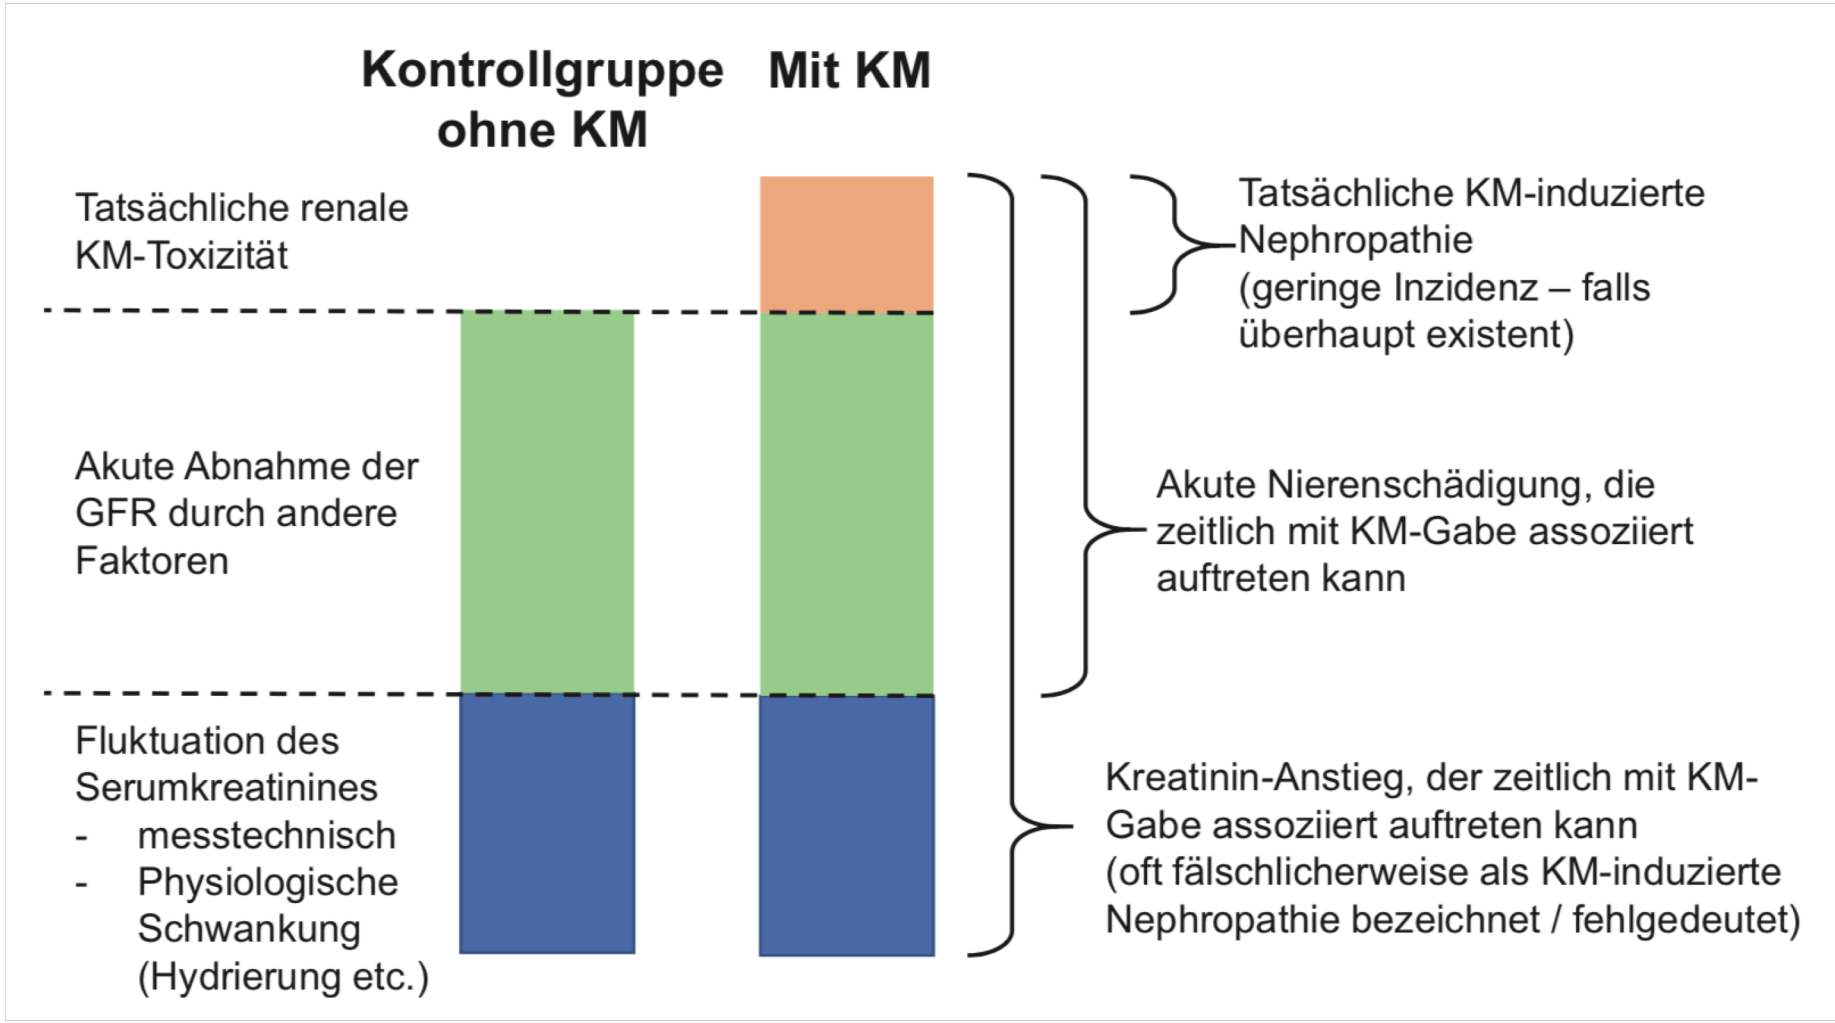 Kontrollgruppe
ohne KM
Mit KM
Tatsächliche renale
KM-Toxizität
Akute Abnahme der
GFR durch andere
Faktoren
Fluktuation des
Serumkreatinines
- messtechnisch
- Physiologische
Schwankung
(Hydrierung etc.)
Tatsächliche KM-induzierte
Nephropathie
(geringe Inzidenz – falls
überhaupt existent)
Akute Nierenschädigung, die
zeitlich mit KM-Gabe assoziiert
auftreten kann
Kreatinin-Anstieg, der zeitlich mit KM-
Gabe assoziiert auftreten kann
(oft fälschlicherweise als KM-induzierte
Nephropathie bezeichnet / fehlgedeutet)